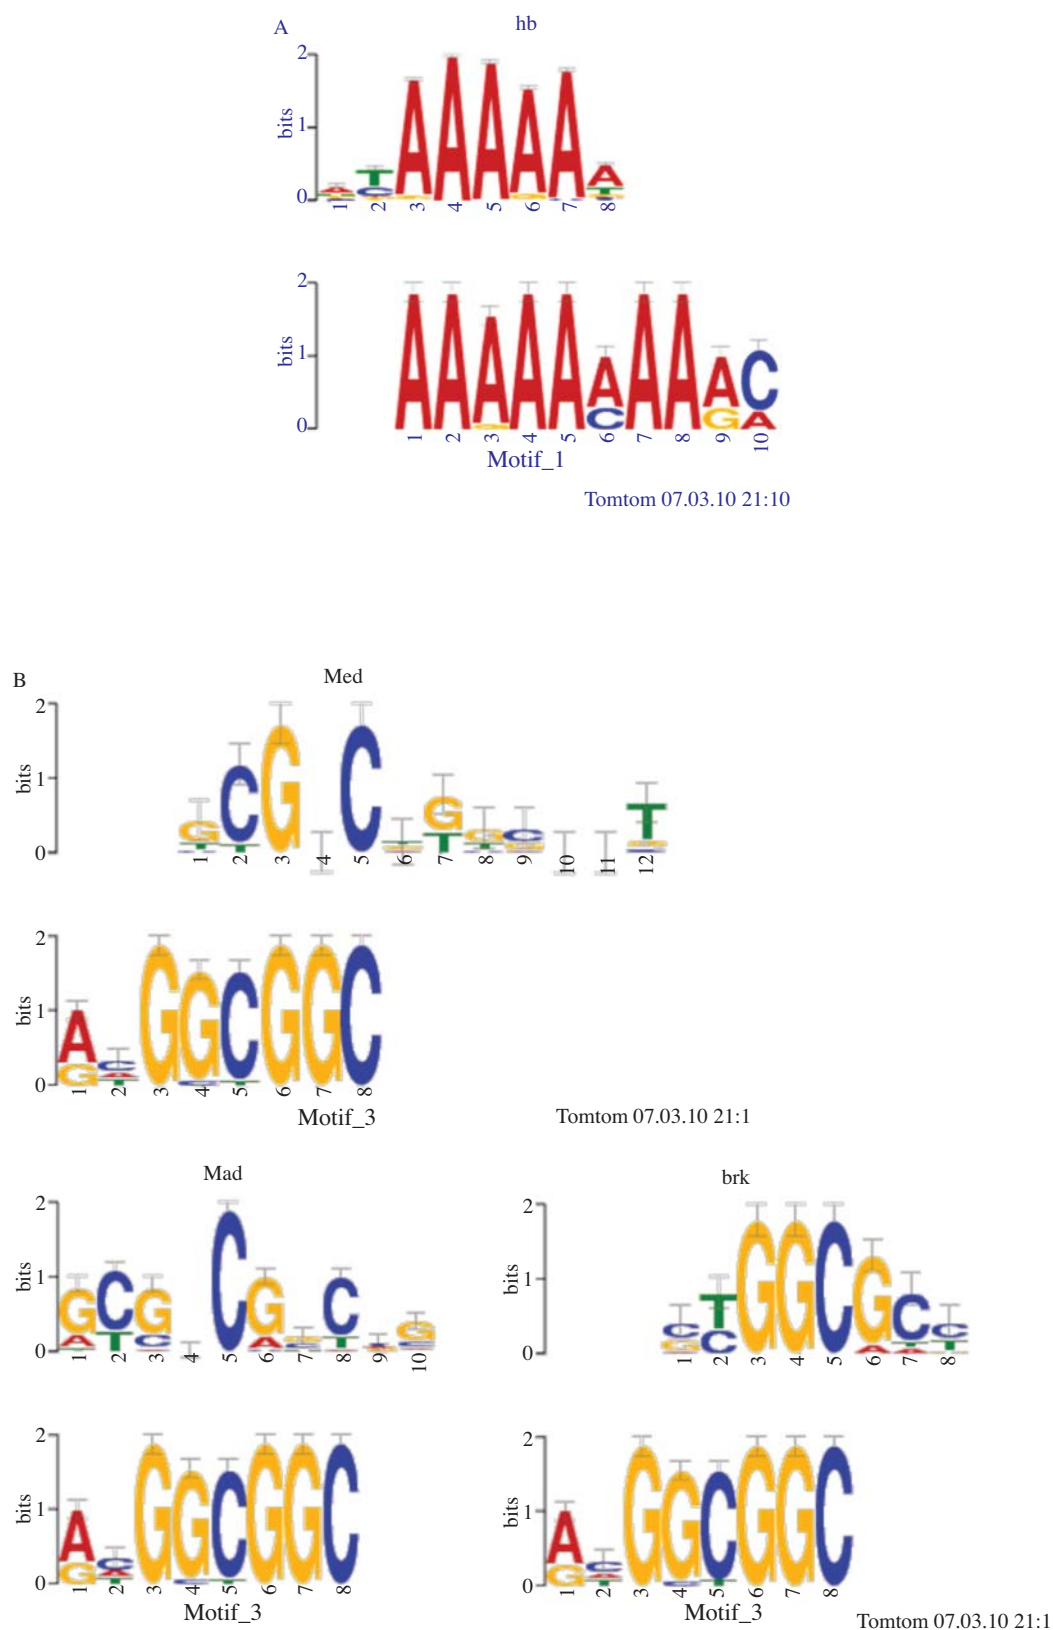 A
hb
2
bits
1
0
1 2 3 4 5 6 7 8
2
bits
1
0
1 2 3 4 5 6 7 8 9 10
Motif_1
Tomtom 07.03.10 21:10
B
Med
2
bits
1
0
1 2 3 4 5 6 7 8 9 10 11 12
2
bits
1
0
1 2 3 4 5 6 7 8
Motif_3
Tomtom 07.03.10 21:1
Mad
2
bits
1
0
1 2 3 4 5 6 7 8 9 10
2
bits
1
0
1 2 3 4 5 6 7 8
Motif_3
brk
2
bits
1
0
1 2 3 4 5 6 7 8
2
bits
1
0
1 2 3 4 5 6 7 8
Motif_3
Tomtom 07.03.10 21:1